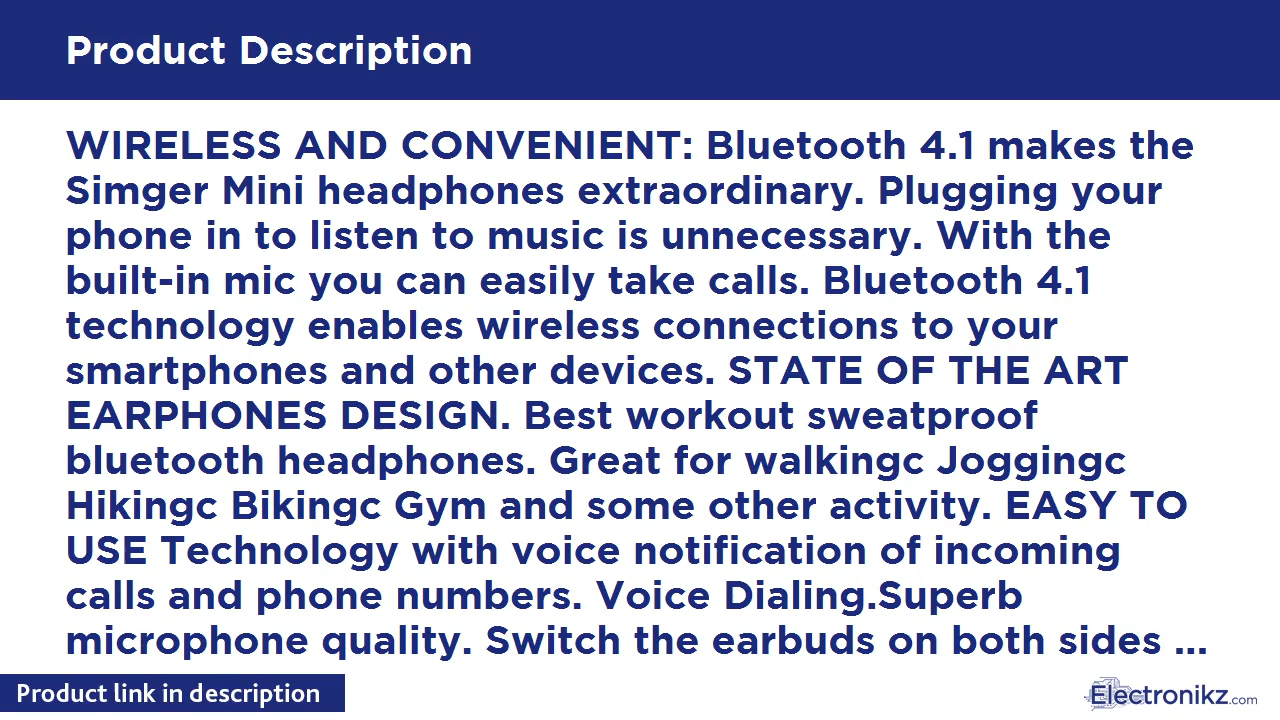 Product Description
WIRELESS AND CONVENIENT: Bluetooth 4.1 makes the
Simger Mini headphones extraordinary. Plugging your
phone in to listen to music is unnecessary. With the
built-in mic you can easily take calls. Bluetooth 4.1
technology enables wireless connections to your
smartphones and other devices. STATE OF THE ART
EARPHONES DESIGN. Best workout sweatproof
bluetooth headphones. Great for walkingc Joggingc
Hikingc Bikingc Gym and some other activity. EASY TO
USE Technology with voice notification of incoming
calls and phone numbers. Voice Dialing.Superb
microphone quality. Switch the earbuds on both sides ...
Product link in description
Electronikz.com